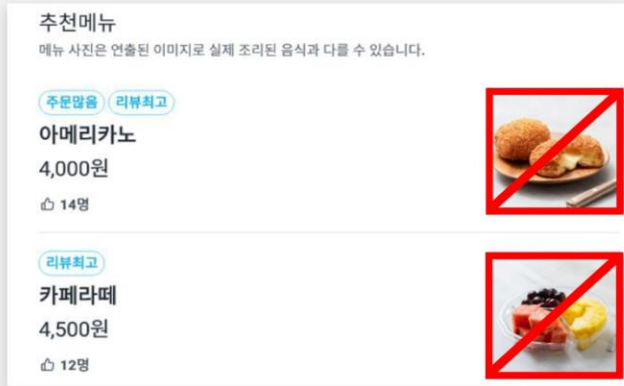 추천메뉴
메뉴 사진은 연출된 이미지로 실제 조리된 음식과 다를 수 있습니다.
주문많음 리뷰최고
아메리카노
4,000원
14명
리뷰최고
카페라떼
4,500원
12명